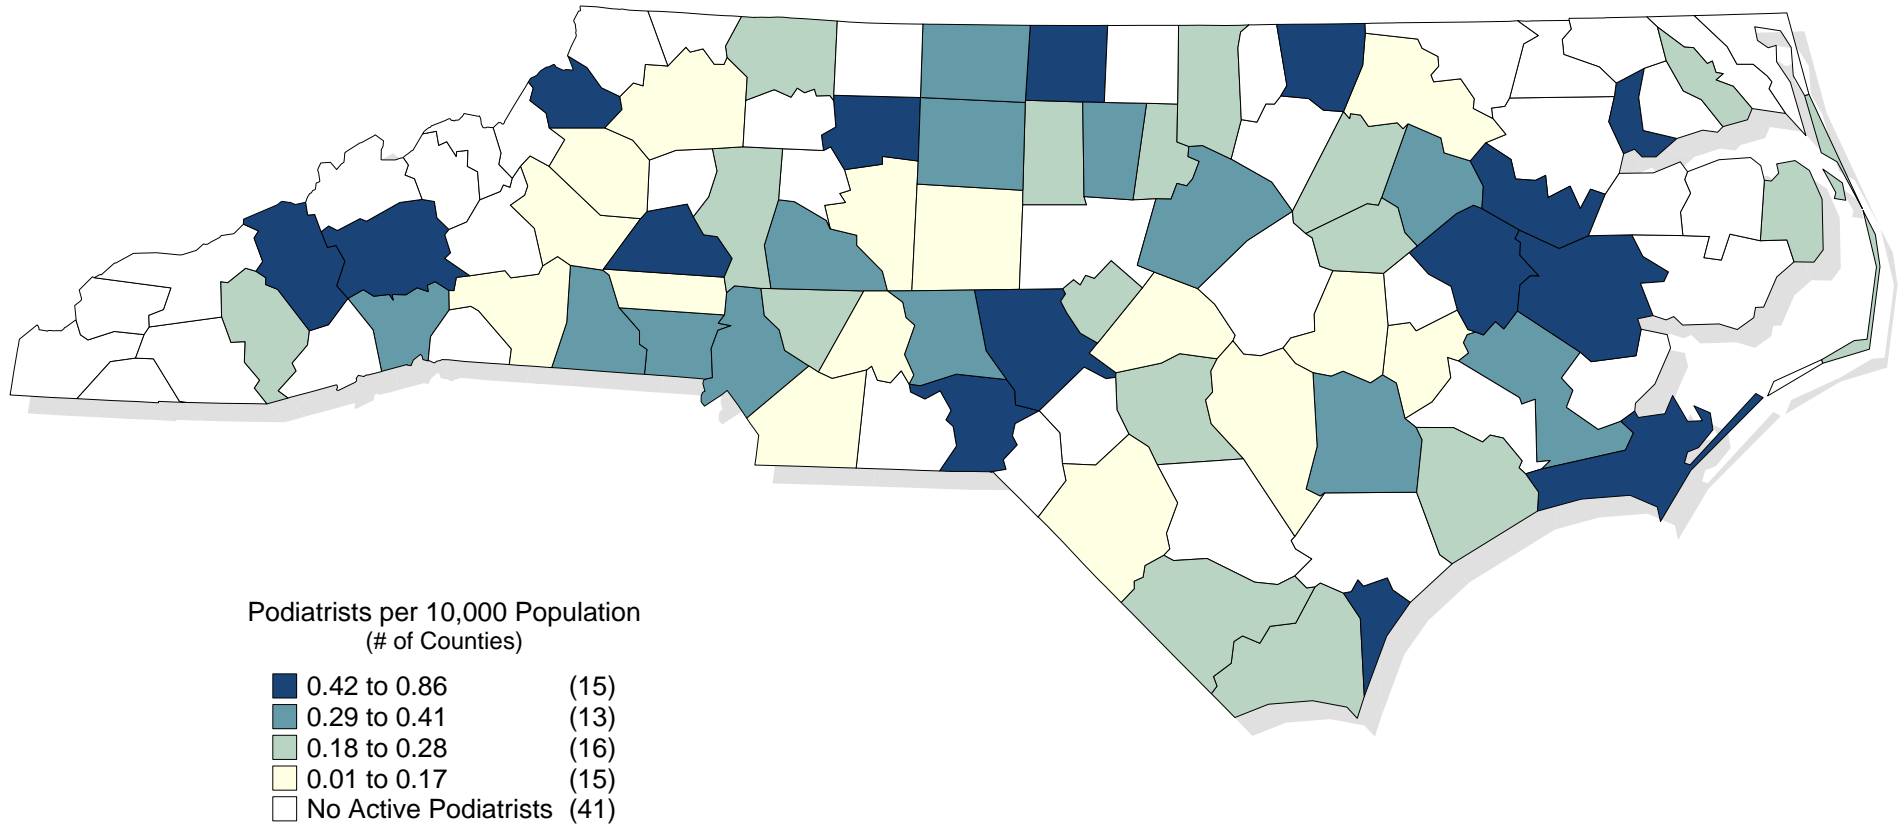 Podiatrists per 10,000 Population
(# of Counties)
0.42 to 0.86 (15)
0.29 to 0.41 (13)
0.18 to 0.28 (16)
0.01 to 0.17 (15)
No Active Podiatrists (41)